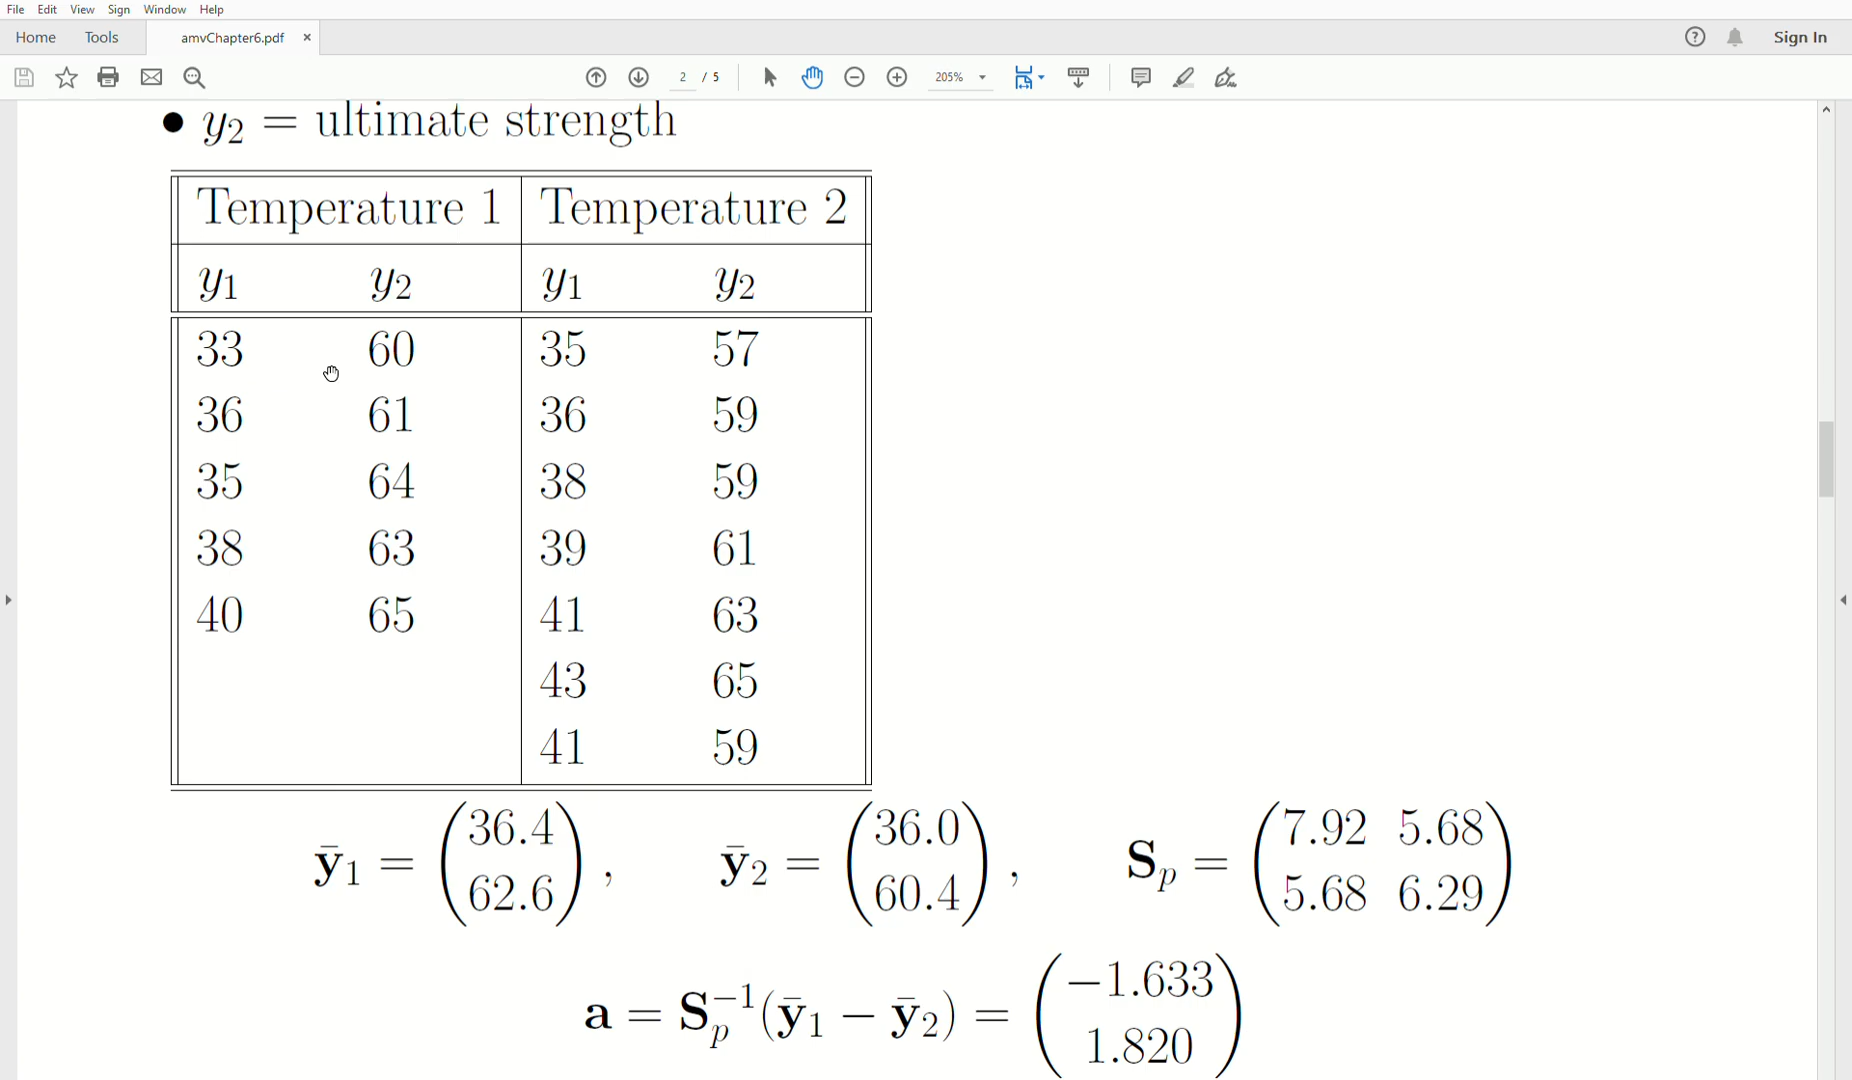 File Edit View Sign Window Help
Home Tools amvChapter6.pdf × Sign In
2 / 5 205%
• y₂ = ultimate strength
Temperature 1 Temperature 2
y₁ y₂ y₁ y₂
33 60 35 57
36 61 36 59
35 64 38 59
38 63 39 61
40 65 41 63
43 65
41 59
ȳ₁ = (36.4 62.6), ȳ₂ = (36.0 60.4), Sₚ = (7.92 5.68 5.68 6.29)
a = Sₚ⁻¹(ȳ₁ − ȳ₂) = (−1.633 1.820)